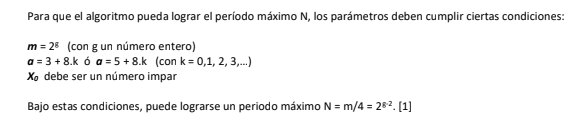 Para que el algoritmo pueda lograr el período máximo N, los parámetros deben cumplir ciertas condiciones:
m = 2ᵍ (con g un número entero)
a = 3 + 8.k ó a = 5 + 8.k (con k = 0,1, 2, 3,...)
X₀ debe ser un número impar
Bajo estas condiciones, puede lograrse un periodo máximo N = m/4 = 2ᵍ⁻². [1]